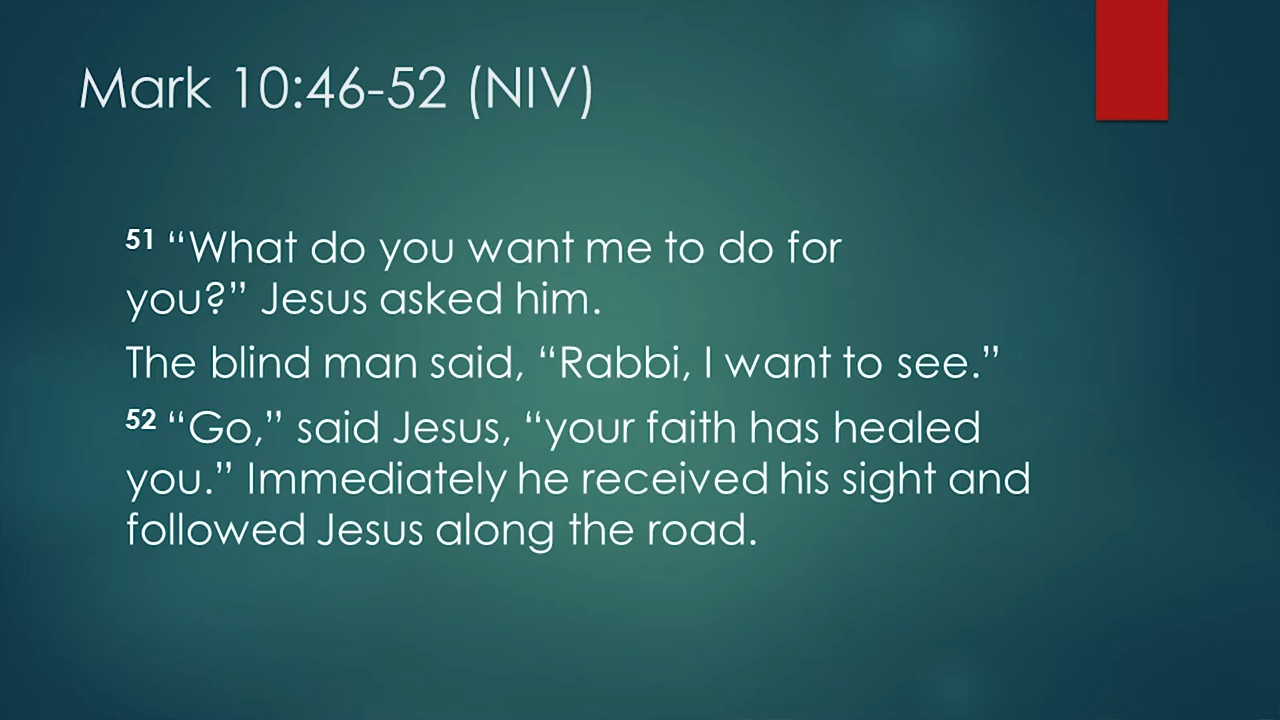 Mark 10:46-52 (NIV)
51 “What do you want me to do for
you?” Jesus asked him.
The blind man said, “Rabbi, I want to see.”
52 “Go,” said Jesus, “your faith has healed
you.” Immediately he received his sight and
followed Jesus along the road.